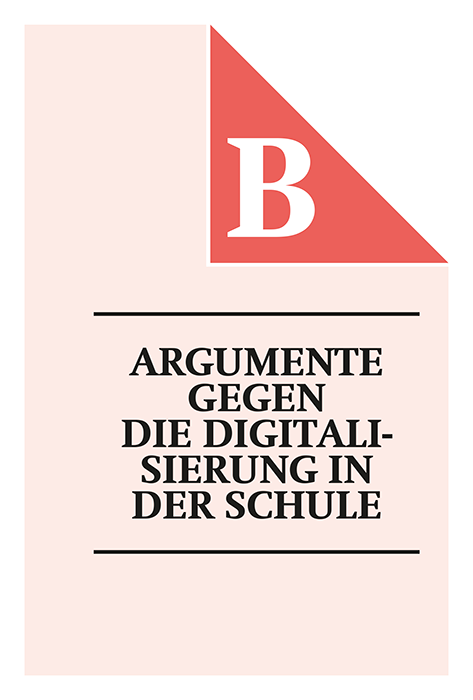 B
ARGUMENTE
GEGEN
DIE DIGITALI-
SIERUNG IN
DER SCHULE